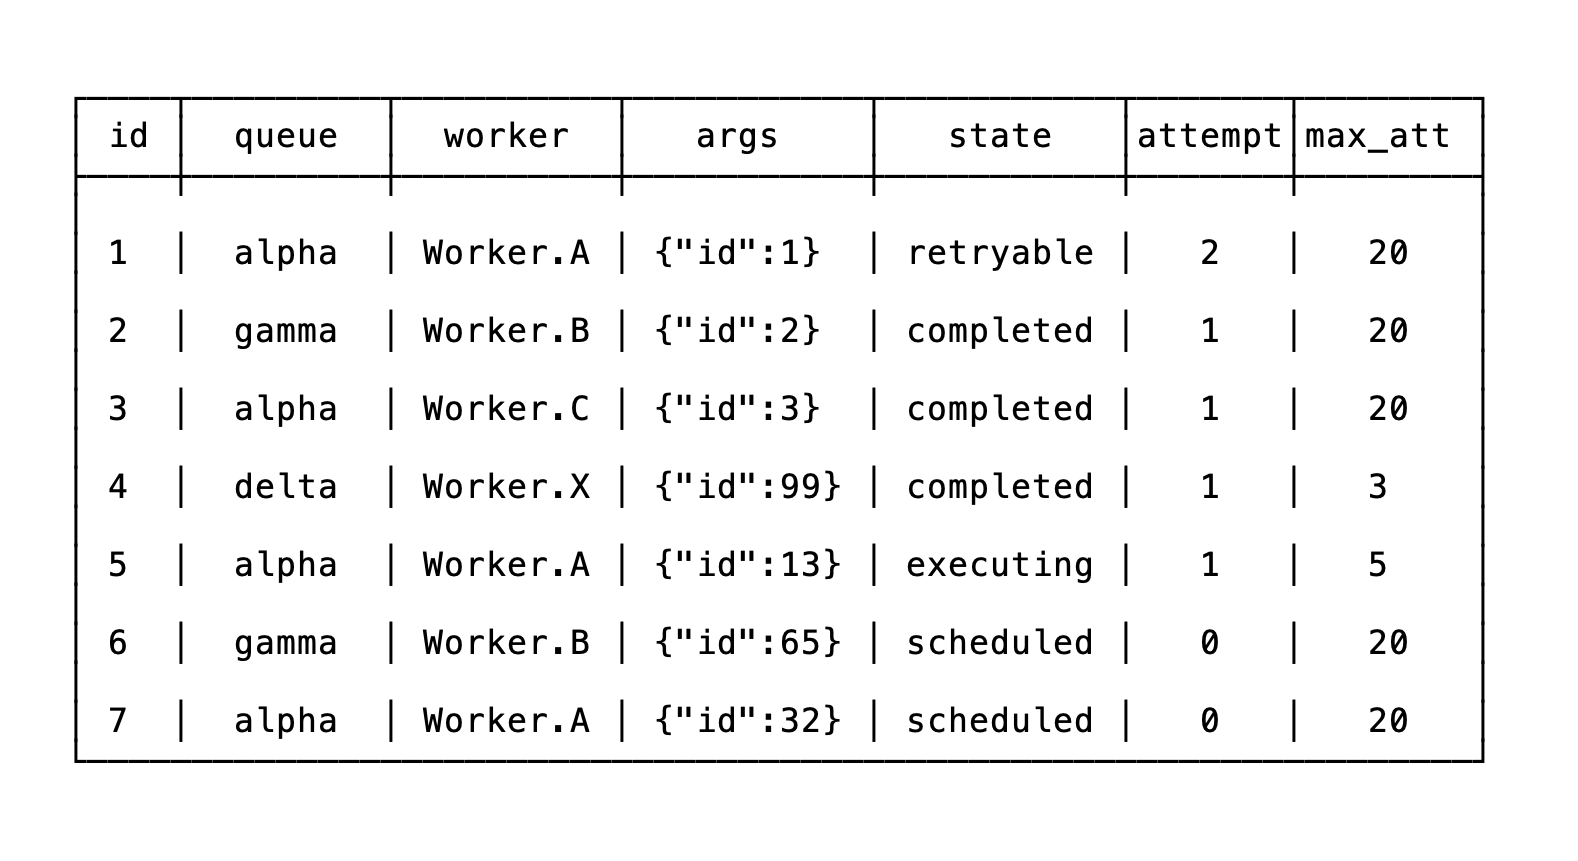 id queue worker args state attempt max_att
1 alpha Worker.A {"id":1} retryable 2 20
2 gamma Worker.B {"id":2} completed 1 20
3 alpha Worker.C {"id":3} completed 1 20
4 delta Worker.X {"id":99} completed 1 3
5 alpha Worker.A {"id":13} executing 1 5
6 gamma Worker.B {"id":65} scheduled 0 20
7 alpha Worker.A {"id":32} scheduled 0 20